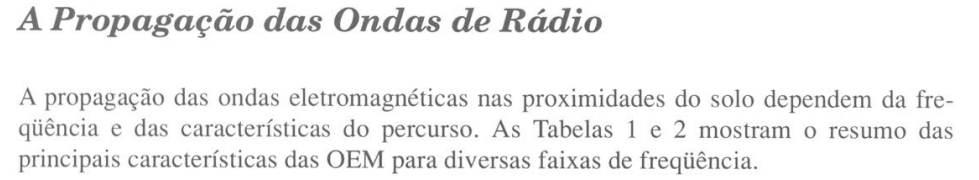 A Propagação das Ondas de Rádio
A propagação das ondas eletromagnéticas nas proximidades do solo dependem da fre-
qüência e das características do percurso. As Tabelas 1 e 2 mostram o resumo das
principais características das OEM para diversas faixas de freqüência.